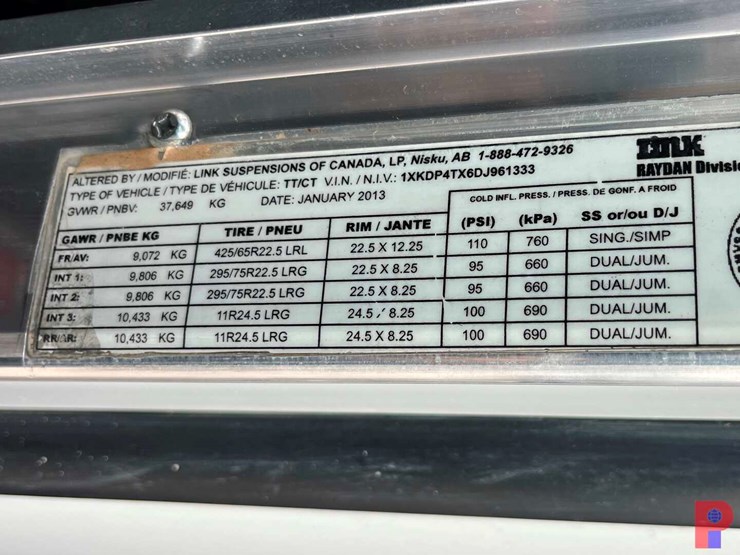 ALTERED BY / MODIFIÉ: LINK SUSPENSIONS OF CANADA, LP, Nisku, AB 1-888-472-9326
LINK
RAYDAN Division
TYPE OF VEHICLE / TYPE DE VÉHICULE: TT/CT V.I.N. / N.I.V.: 1XKDP4TX6DJ961333
GVWR / PNBV: 37,649 KG DATE: JANUARY 2013
COLD INFL. PRESS. / PRESS. DE GONF. A FROID
GAWR / PNBE KG TIRE / PNEU RIM / JANTE (PSI) (kPa) SS or/ou D/J
FR/AV: 9,072 KG 425/65R22.5 LRL 22.5 X 12.25 110 760 SING./SIMP
INT 1: 9,806 KG 295/75R22.5 LRG 22.5 X 8.25 95 660 DUAL/JUM.
INT 2: 9,806 KG 295/75R22.5 LRG 22.5 X 8.25 95 660 DUAL/JUM.
INT 3: 10,433 KG 11R24.5 LRG 24.5 X 8.25 100 690 DUAL/JUM.
RR/AR: 10,433 KG 11R24.5 LRG 24.5 X 8.25 100 690 DUAL/JUM.